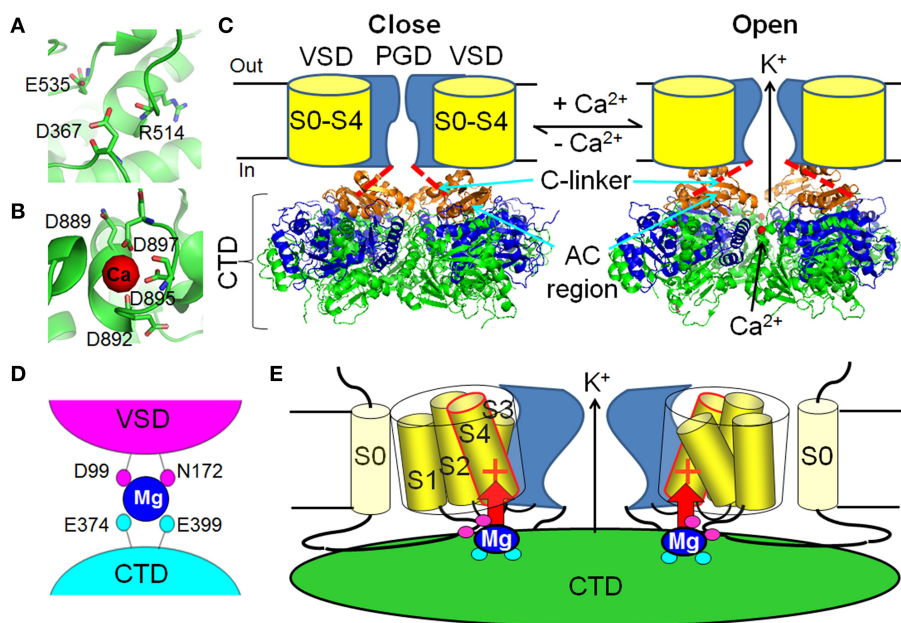 A
E535
D367
R514
B
D889
D897
Ca
D895
D892
C
Close
Open
VSD
PGD
VSD
K+
Out
S0-S4
S0-S4
+ Ca2+
- Ca2+
In
C-linker
CTD
AC
region
Ca2+
D
VSD
D99
N172
Mg
E374
E399
CTD
E
K+
S0
S3
S4
S1
S2
+
+
S0
Mg
Mg
CTD